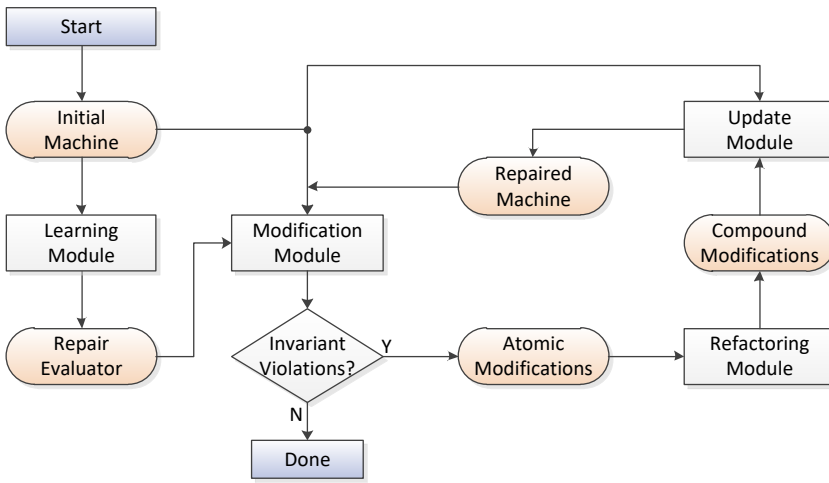 Start
Initial
Machine
Update
Module
Repaired
Machine
Learning
Module
Modification
Module
Compound
Modifications
Repair
Evaluator
Invariant
Violations?
Y
Atomic
Modifications
Refactoring
Module
N
Done